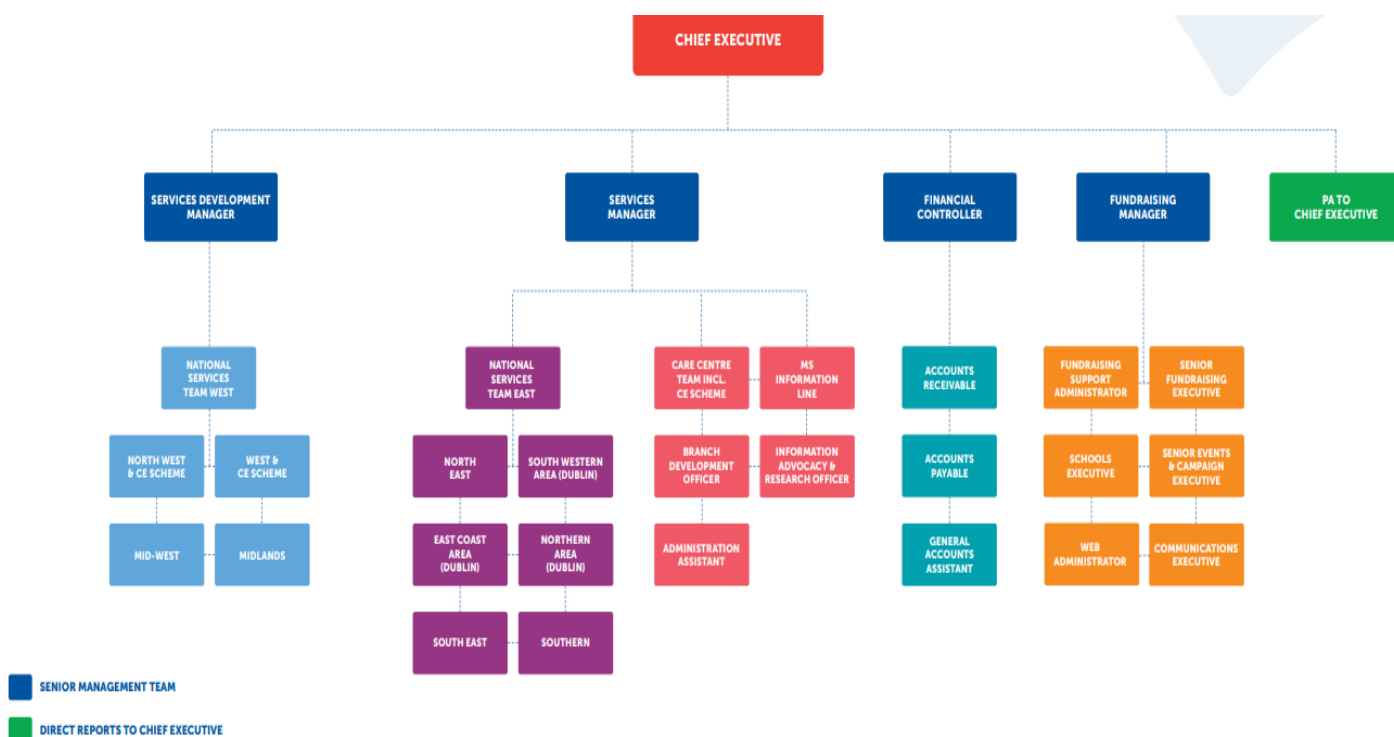 CHIEF EXECUTIVE
SERVICES DEVELOPMENT
MANAGER
SERVICES
MANAGER
FINANCIAL
CONTROLLER
FUNDRAISING
MANAGER
PA TO
CHIEF EXECUTIVE
NATIONAL
SERVICES
TEAM WEST
NATIONAL
SERVICES
TEAM EAST
CARE CENTRE
TEAM INCL.
CE SCHEME
MS
INFORMATION
LINE
ACCOUNTS
RECEIVABLE
FUNDRAISING
SUPPORT
ADMINISTRATOR
SENIOR
FUNDRAISING
EXECUTIVE
NORTH WEST
& CE SCHEME
WEST &
CE SCHEME
NORTH
EAST
SOUTH WESTERN
AREA (DUBLIN)
BRANCH
DEVELOPMENT
OFFICER
INFORMATION
ADVOCACY &
RESEARCH OFFICER
ACCOUNTS
PAYABLE
SCHOOLS
EXECUTIVE
SENIOR EVENTS
& CAMPAIGN
EXECUTIVE
MID-WEST
MIDLANDS
EAST COAST
AREA
(DUBLIN)
NORTHERN
AREA
(DUBLIN)
ADMINISTRATION
ASSISTANT
GENERAL
ACCOUNTS
ASSISTANT
WEB
ADMINISTRATOR
COMMUNICATIONS
EXECUTIVE
SOUTH EAST
SOUTHERN
SENIOR MANAGEMENT TEAM
DIRECT REPORTS TO CHIEF EXECUTIVE